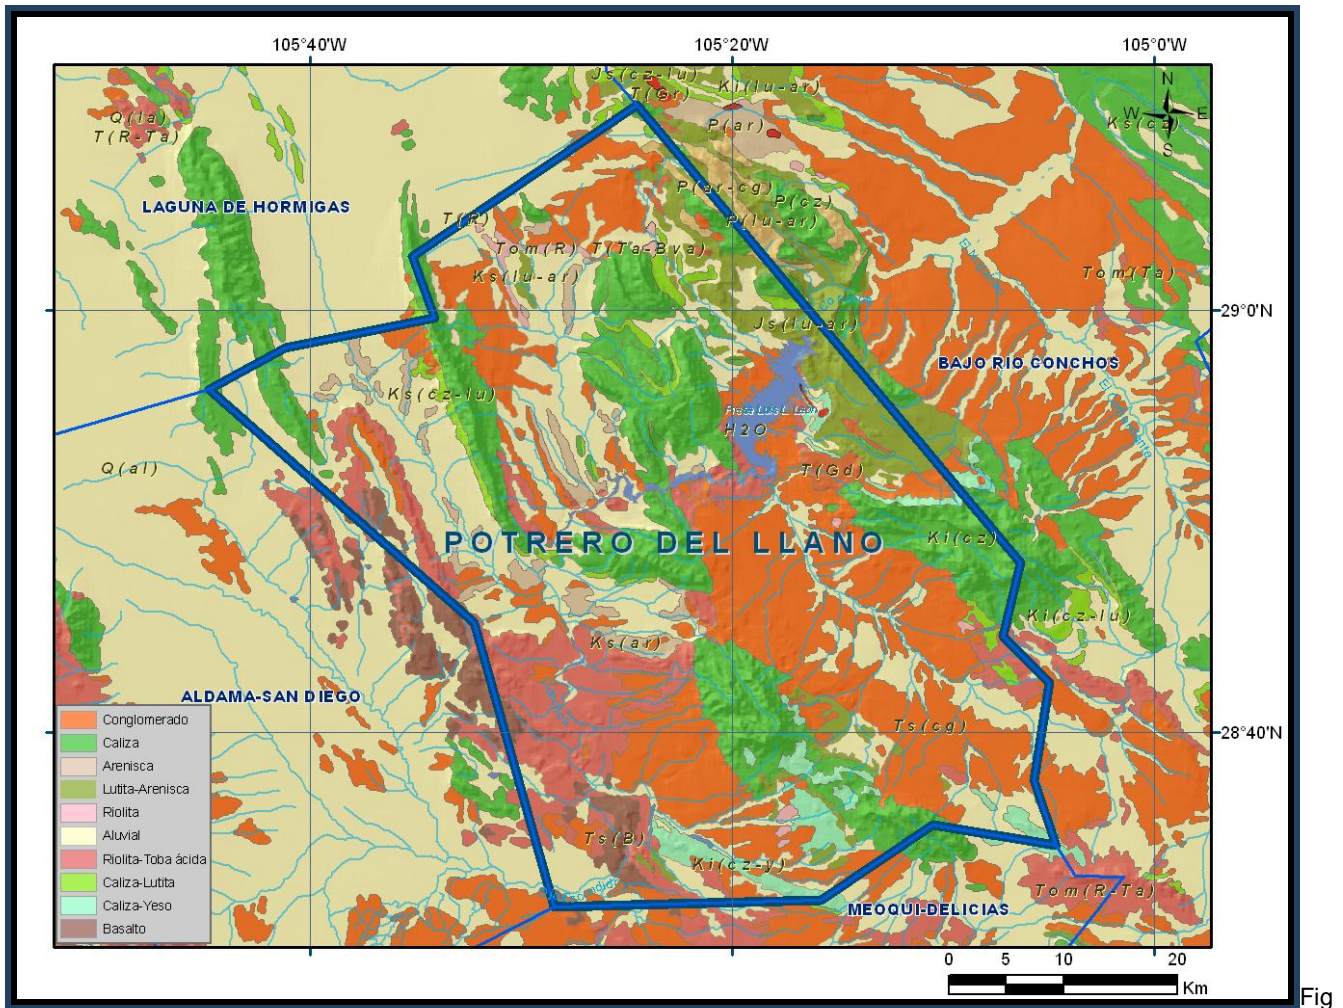 105°40'W 105°20'W 105°0'W
Js(cz-lu)
T(Gr)
Ki(lu-ar)
N
W E
S
Q(la)
T(R-Ta)
P(ar)
Ks(cz)
LAGUNA DE HORMIGAS
P(ar-cg)
P(cz)
T(R)
P(lu-ar)
Tom(R) T(Ta-Bva)
Ks(lu-ar)
Tom(Ta)
29°0'N
Js(lu-ar)
BAJO RIO CONCHOS
Ks(cz-lu)
Presa Luis L. León
H2O
Q(al)
T(Gd)
POTRERO DEL LLANO
Ki(cz)
Ki(cz-lu)
Ks(ar)
ALDAMA-SAN DIEGO
Ts(cg)
28°40'N
Conglomerado
Caliza
Arenisca
Lutita-Arenisca
Riolita
Aluvial
Riolita-Toba ácida
Caliza-Lutita
Caliza-Yeso
Basalto
Ts(B)
Ki(cz-y)
Tom(R-Ta)
MEOQUI-DELICIAS
0 5 10 20
Km
Fig